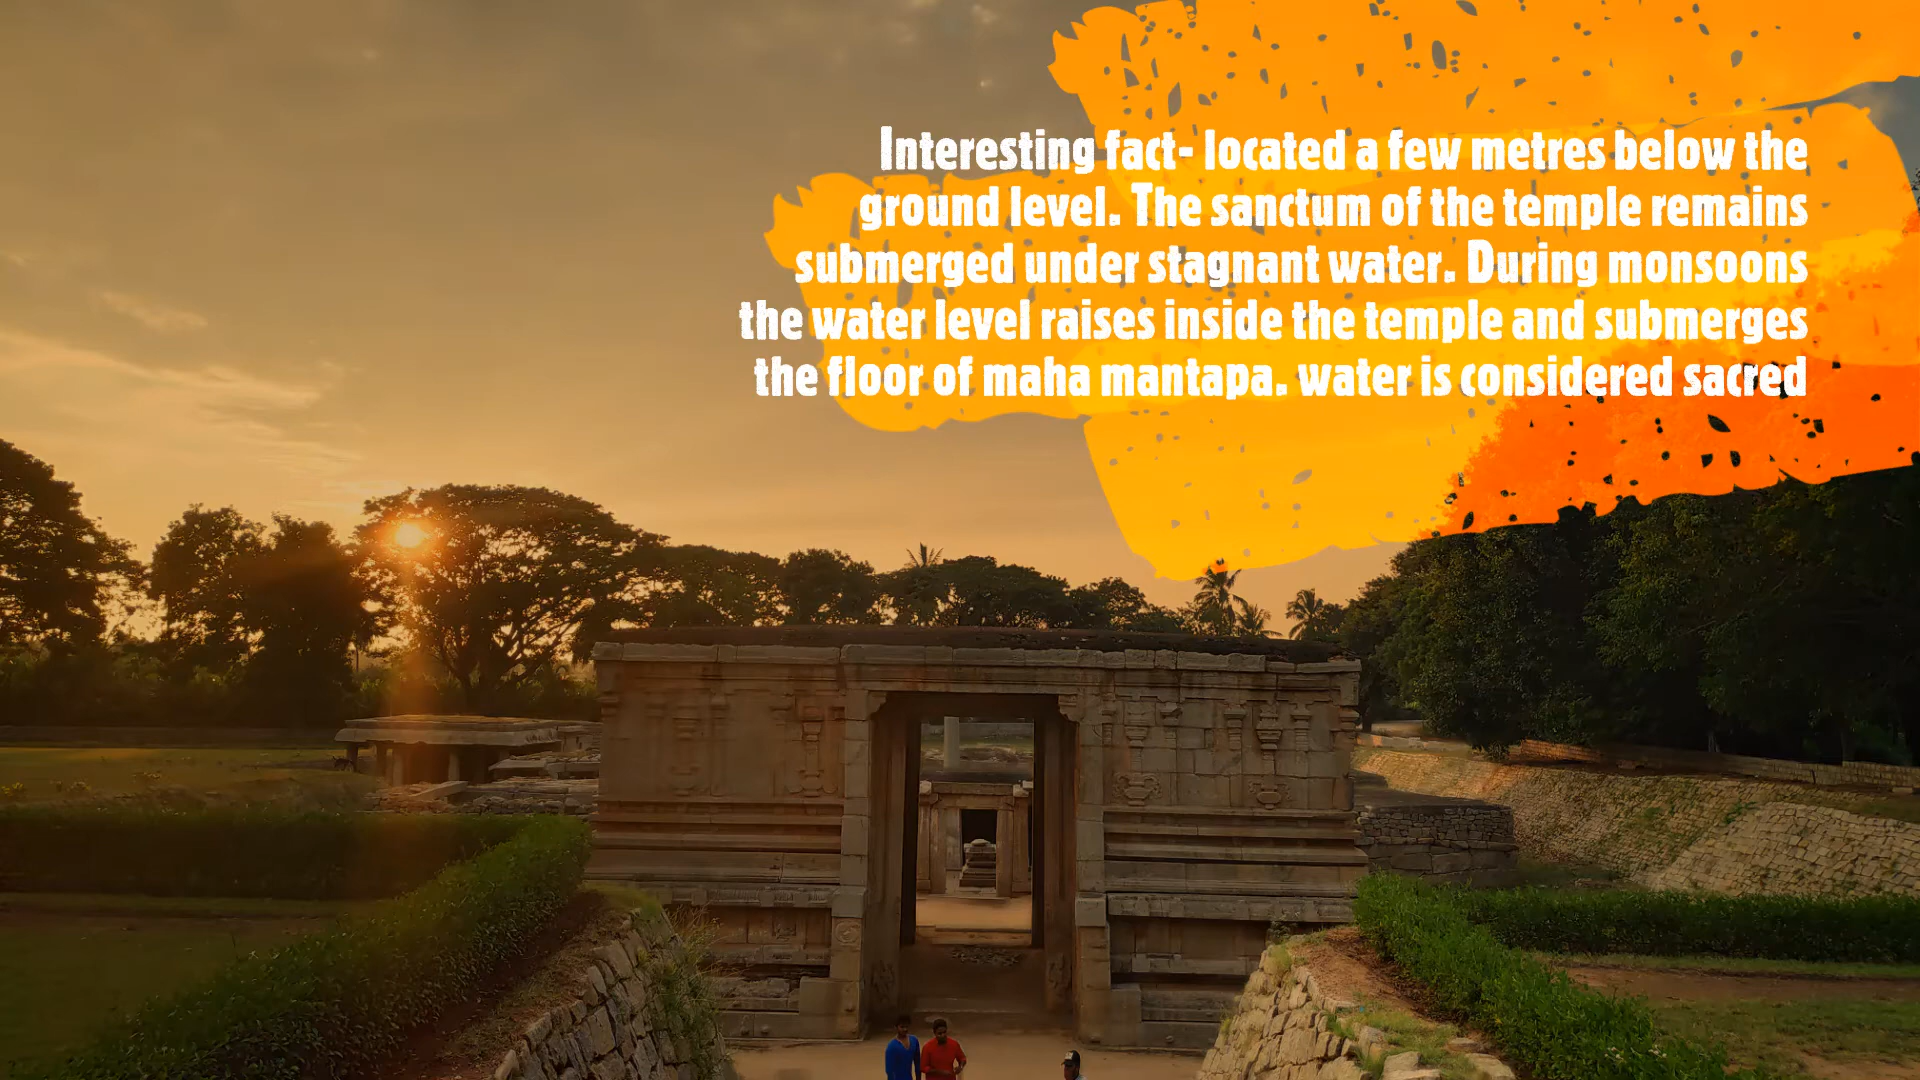 Interesting fact- located a few metres below the
ground level. The sanctum of the temple remains
submerged under stagnant water. During monsoons
the water level raises inside the temple and submerges
the floor of maha mantapa. water is considered sacred